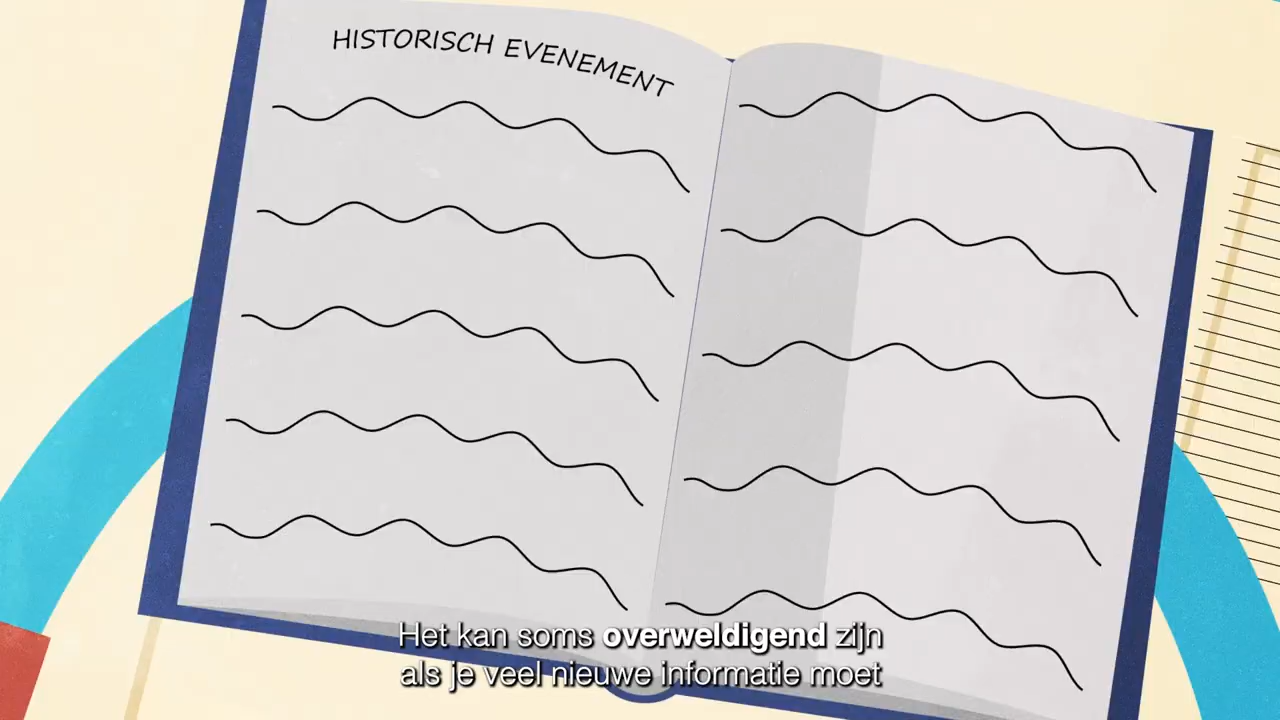 HISTORISCH EVENEMENT
Het kan soms overweldigend zijn
als je veel nieuwe informatie moet